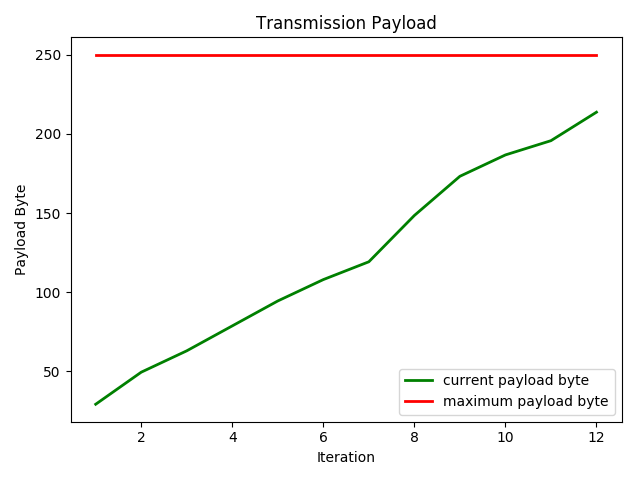 Transmission Payload
250
200
150
100
50
Payload Byte
current payload byte
maximum payload byte
2 4 6 8 10 12
Iteration